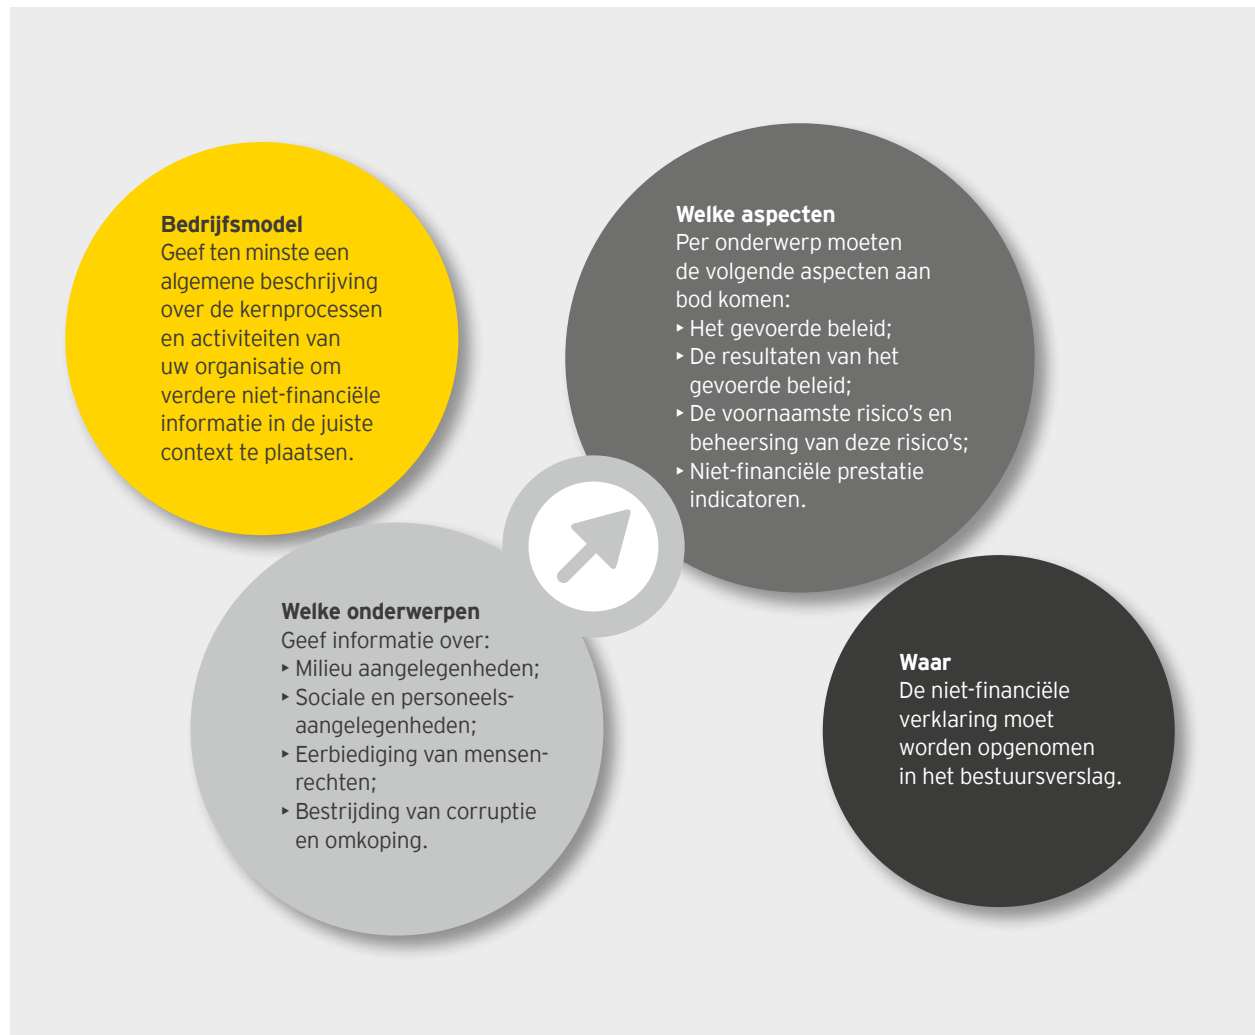 Bedrijfsmodel
Geef ten minste een
algemene beschrijving
over de kernprocessen
en activiteiten van
uw organisatie om
verdere niet-financiële
informatie in de juiste
context te plaatsen.
Welke aspecten
Per onderwerp moeten
de volgende aspecten aan
bod komen:
‣ Het gevoerde beleid;
‣ De resultaten van het
gevoerde beleid;
‣ De voornaamste risico's en
beheersing van deze risico's;
‣ Niet-financiële prestatie
indicatoren.
Welke onderwerpen
Geef informatie over:
‣ Milieu aangelegenheden;
‣ Sociale en personeels-
aangelegenheden;
‣ Eerbiediging van mensen-
rechten;
‣ Bestrijding van corruptie
en omkoping.
Waar
De niet-financiële
verklaring moet
worden opgenomen
in het bestuursverslag.